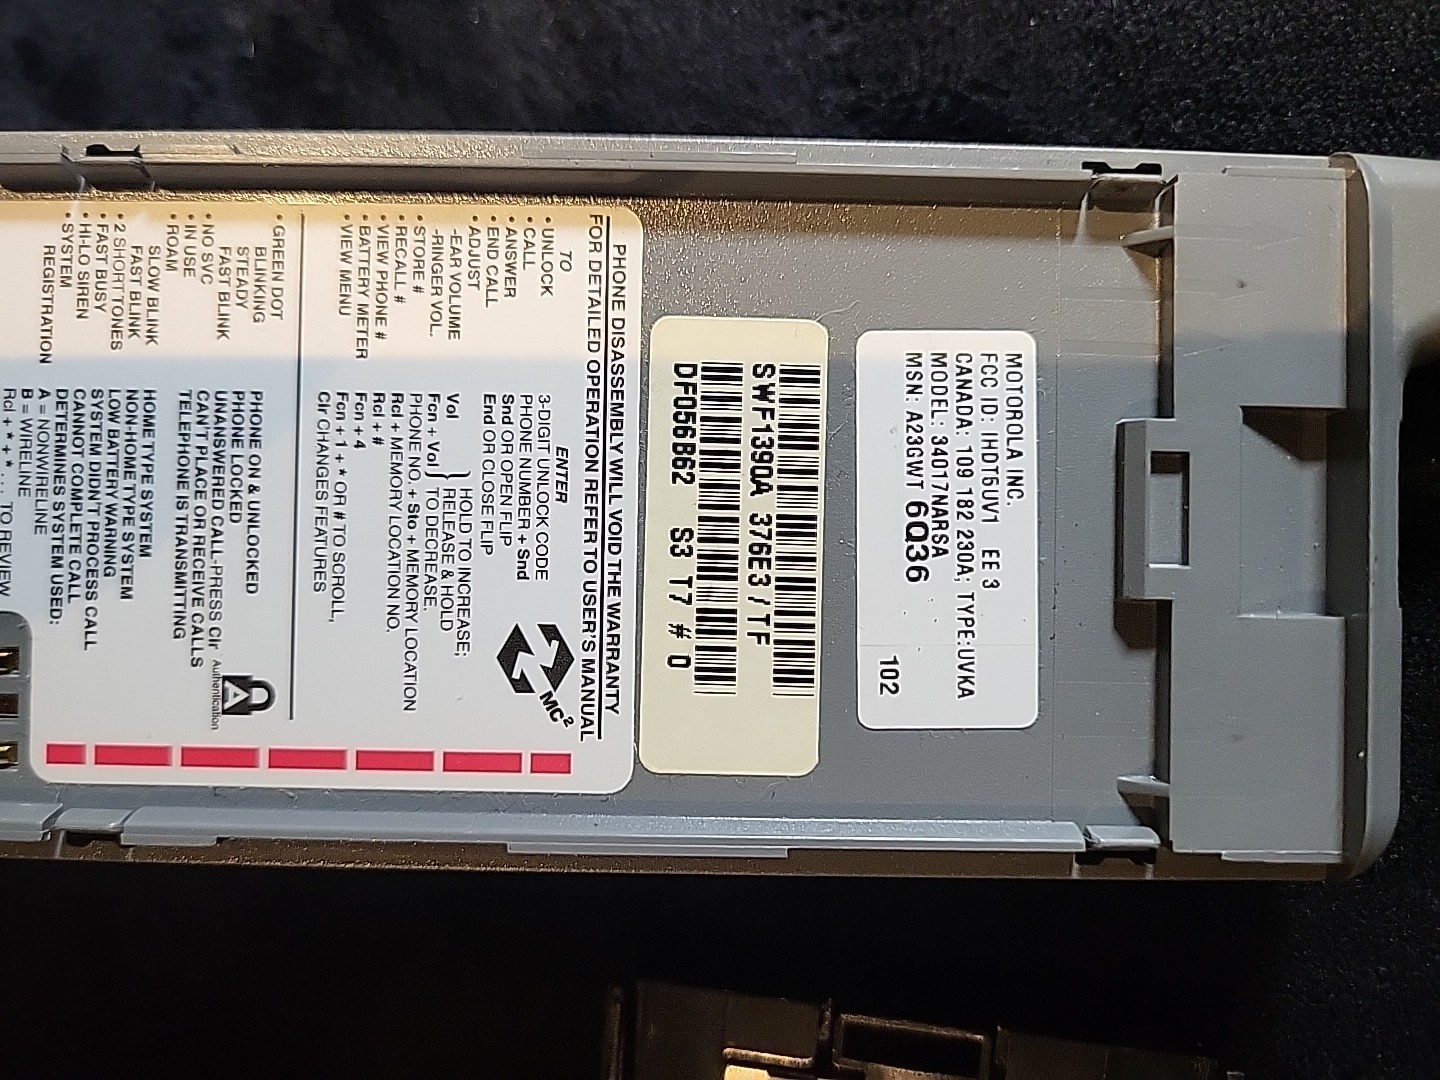 MOTOROLA INC.
FCC ID: IHDT5UV1 EE 3
CANADA: 109 182 230A; TYPE:UVKA
MODEL: 34017NARSA
MSN: A23GWT 6Q36
102
SWF1390A 376E3/TF
DF056B62 S3 T7 # 0
PHONE DISASSEMBLY WILL VOID THE WARRANTY
FOR DETAILED OPERATION REFER TO USER'S MANUAL
TO ENTER
• UNLOCK 3-DIGIT UNLOCK CODE
• CALL PHONE NUMBER + Snd
• ANSWER Snd OR OPEN FLIP
• END CALL End OR CLOSE FLIP
• ADJUST
-EAR VOLUME Vol } HOLD TO INCREASE;
-RINGER VOL. Fcn + Vol } RELEASE & HOLD TO DECREASE.
• STORE # PHONE NO. + Sto + MEMORY LOCATION
• RECALL # Rcl + MEMORY LOCATION NO.
• VIEW PHONE # Rcl + #
• BATTERY METER Fcn + 4
• VIEW MENU Fcn + 1 + * OR # TO SCROLL,
Clr CHANGES FEATURES
MC²
• GREEN DOT
BLINKING PHONE ON & UNLOCKED
STEADY PHONE LOCKED
FAST BLINK UNANSWERED CALL-PRESS Clr
• NO SVC CAN'T PLACE OR RECEIVE CALLS
• IN USE TELEPHONE IS TRANSMITTING
• ROAM
SLOW BLINK HOME TYPE SYSTEM
FAST BLINK NON-HOME TYPE SYSTEM
• 2 SHORT TONES LOW BATTERY WARNING
• FAST BUSY SYSTEM DIDN'T PROCESS CALL
• HI-LO SIREN CANNOT COMPLETE CALL
• SYSTEM DETERMINES SYSTEM USED:
REGISTRATION A = NONWIRELINE
B = WIRELINE
Rcl + * + * ... TO REVIEW
A
Authentication